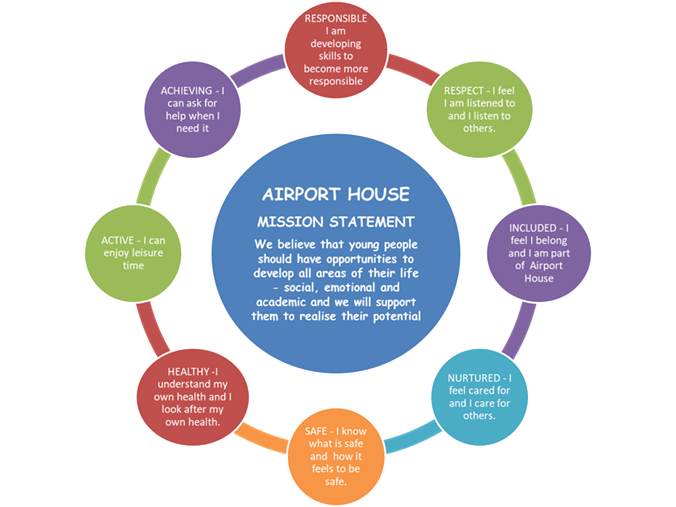 RESPONSIBLE
I am
developing
skills to
become more
responsible
RESPECT - I feel
I am listened to
and I listen to
others.
INCLUDED - I
feel I belong
and I am part
of Airport
House
NURTURED - I
feel cared for
and I care for
others.
SAFE - I know
what is safe
and how it
feels to be
safe.
HEALTHY -I
understand my
own health and I
look after my
own health.
ACTIVE - I can
enjoy leisure
time
ACHIEVING - I
can ask for
help when I
need it
AIRPORT HOUSE
MISSION STATEMENT
We believe that young people
should have opportunities to
develop all areas of their life
- social, emotional and
academic and we will support
them to realise their potential